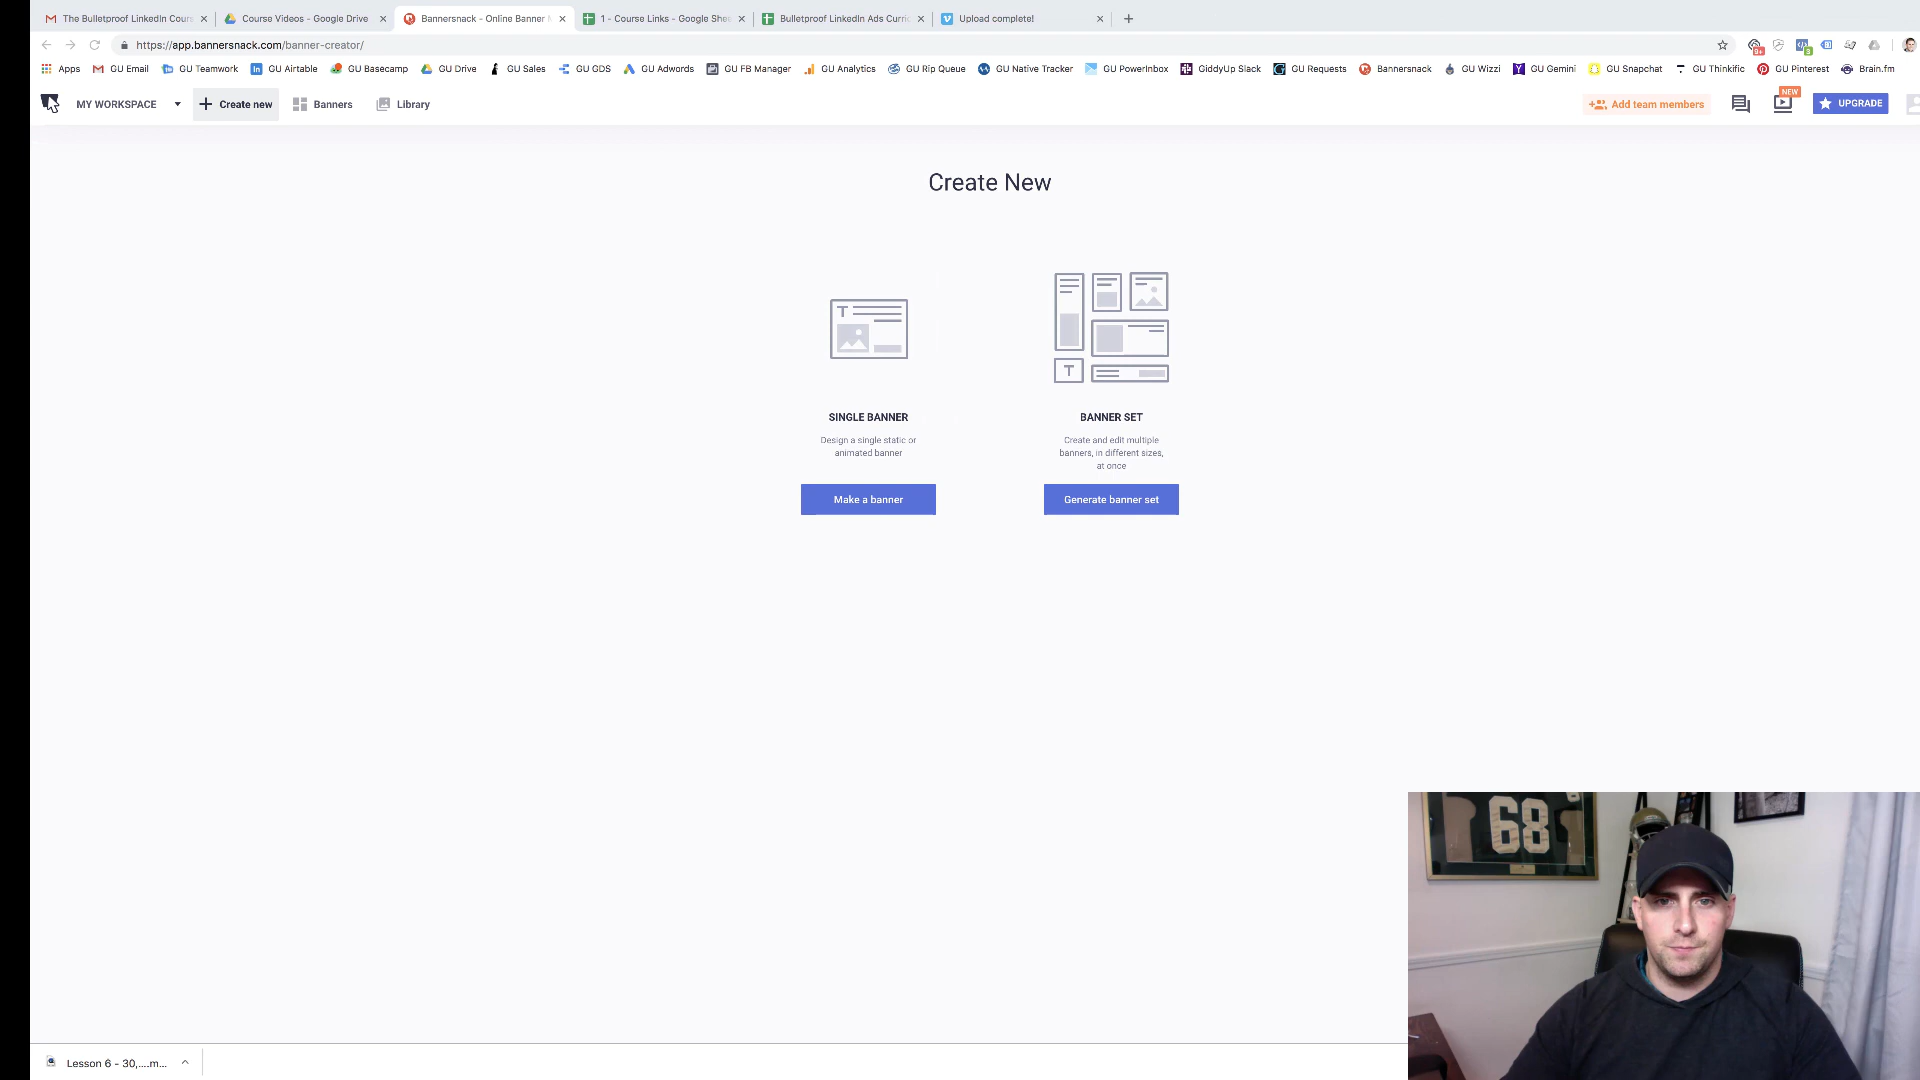 The Bulletproof LinkedIn Cours
Course Videos - Google Drive
Bannersnack - Online Banner M
1 - Course Links - Google She
Bulletproof LinkedIn Ads Curric
Upload complete!
https://app.bannersnack.com/banner-creator/
9+
3
Apps
GU Email
GU Teamwork
GU Airtable
GU Basecamp
GU Drive
GU Sales
GU GDS
GU Adwords
GU FB Manager
GU Analytics
GU Rip Queue
GU Native Tracker
GU PowerInbox
GiddyUp Slack
GU Requests
Bannersnack
GU Wizzi
GU Gemini
GU Snapchat
GU Thinkific
GU Pinterest
Brain.fm
MY WORKSPACE
Create new
Banners
Library
Add team members
NEW
UPGRADE
Create New
T
T
SINGLE BANNER
Design a single static or
animated banner
Make a banner
BANNER SET
Create and edit multiple
banners, in different sizes,
at once
Generate banner set
68
Lesson 6 - 30,....m...